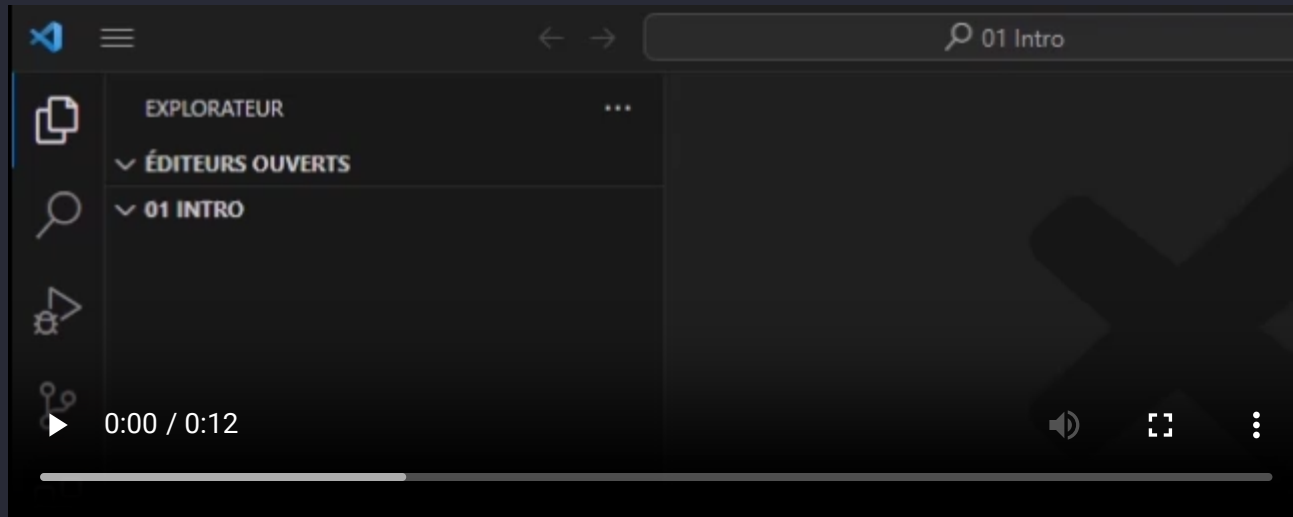 01 Intro
EXPLORATEUR
ÉDITEURS OUVERTS
01 INTRO
0:00 / 0:12